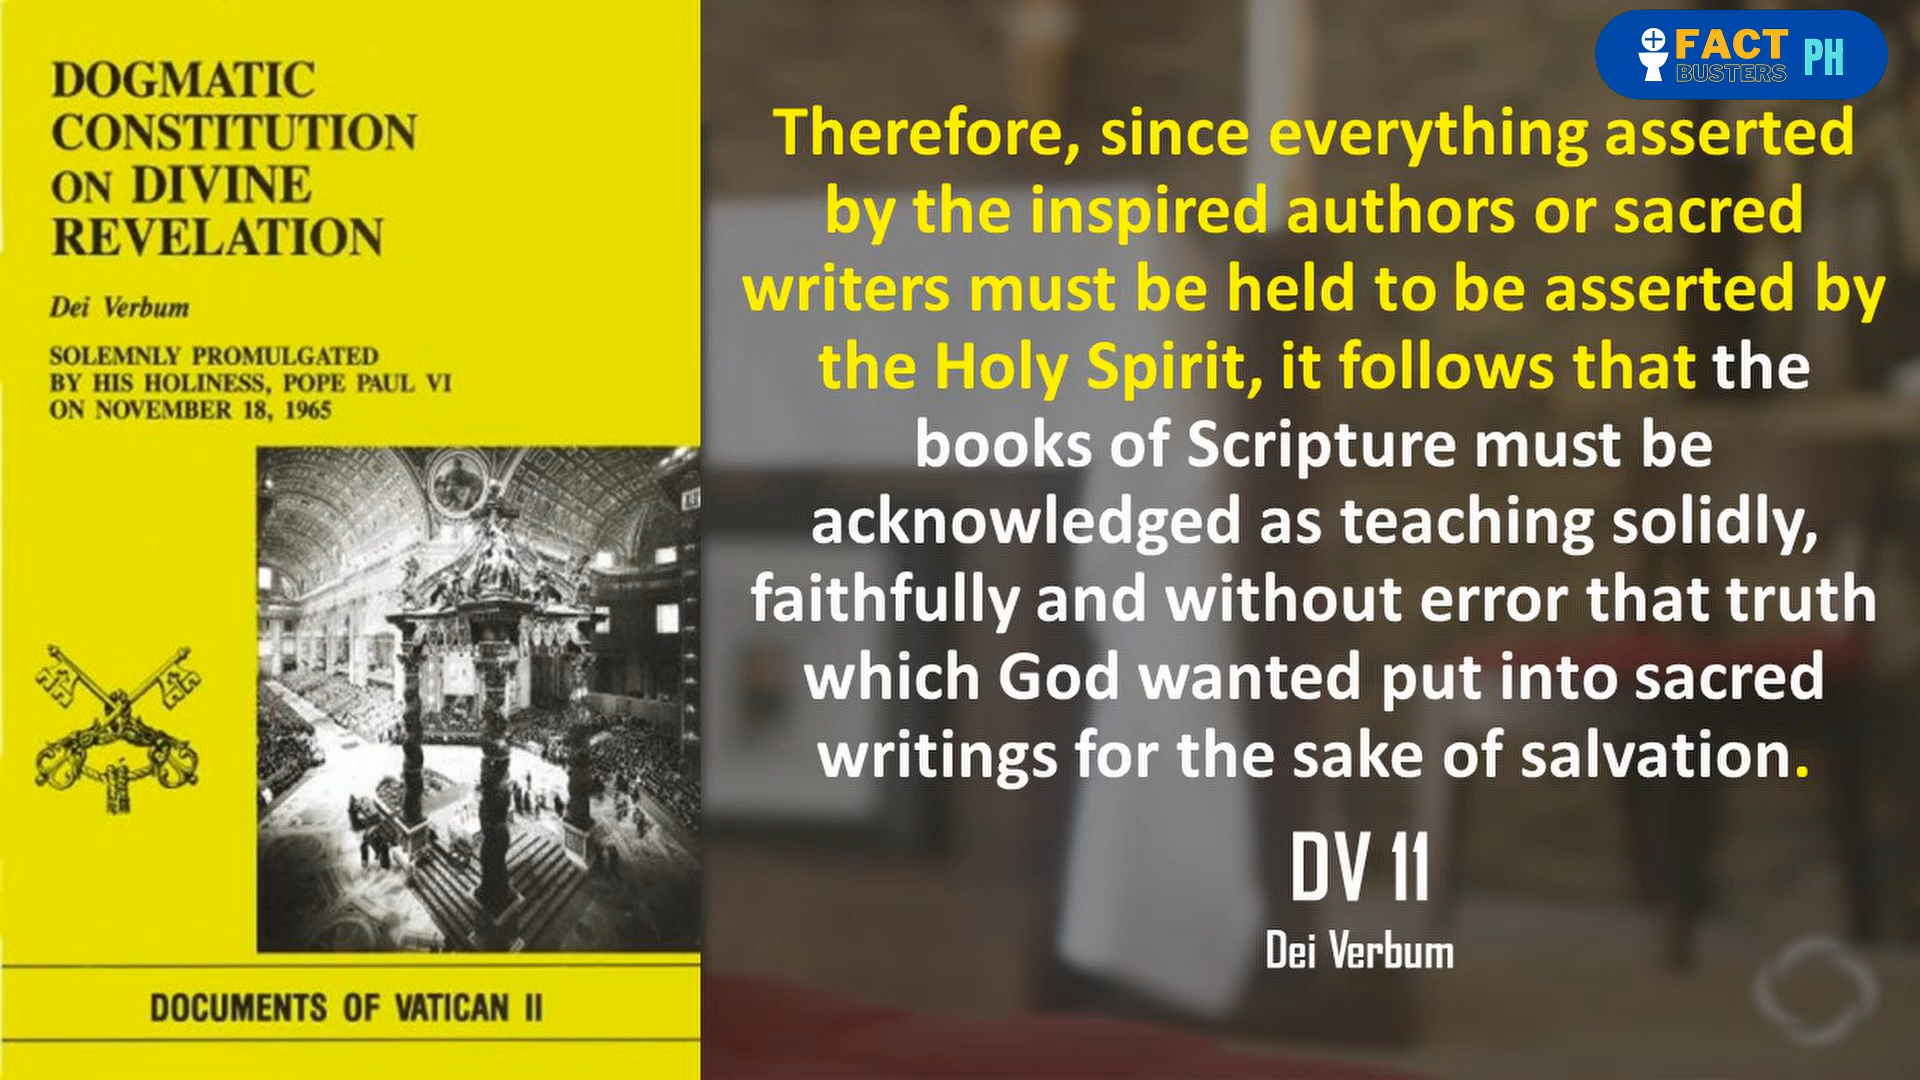 DOGMATIC
CONSTITUTION
ON DIVINE
REVELATION
Dei Verbum
SOLEMNLY PROMULGATED
BY HIS HOLINESS, POPE PAUL VI
ON NOVEMBER 18, 1965
DOCUMENTS OF VATICAN II
FACT
BUSTERS
PH
Therefore, since everything asserted
by the inspired authors or sacred
writers must be held to be asserted by
the Holy Spirit, it follows that the
books of Scripture must be
acknowledged as teaching solidly,
faithfully and without error that truth
which God wanted put into sacred
writings for the sake of salvation.
DV 11
Dei Verbum